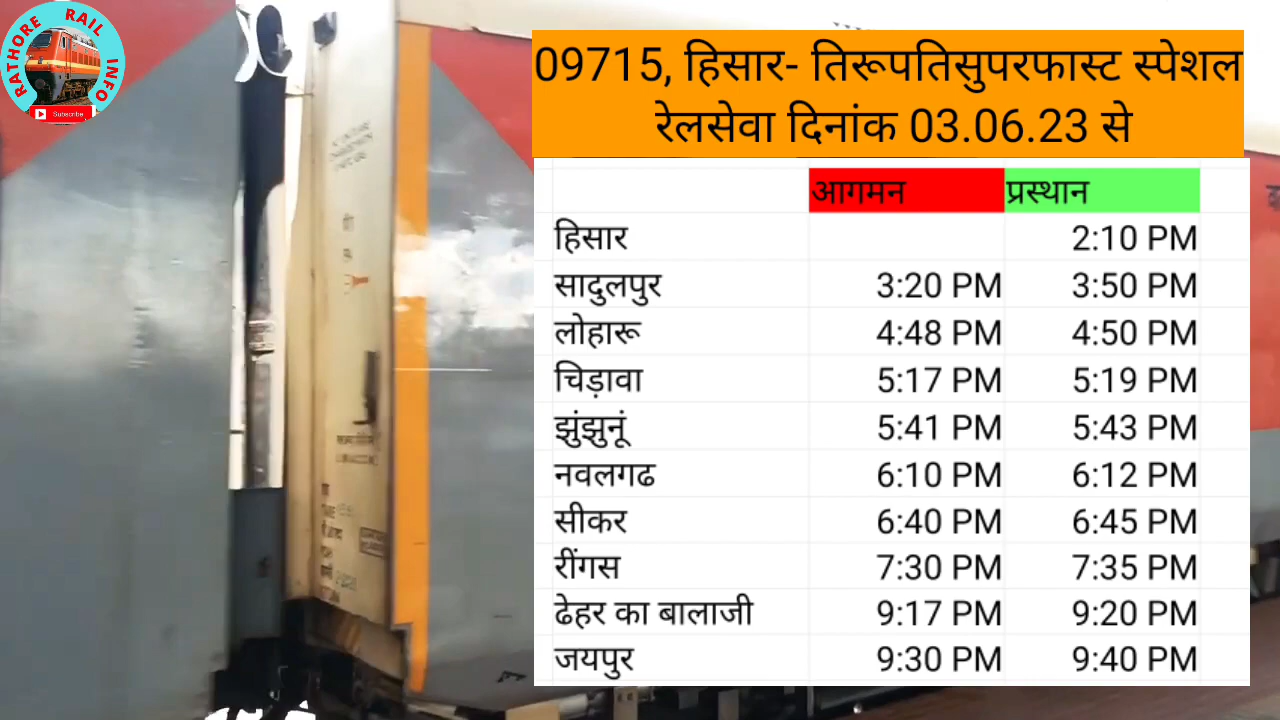 RATHORE RAIL INFO
Subscribe
09715, हिसार- तिरूपतिसुपरफास्ट स्पेशल
रेलसेवा दिनांक 03.06.23 से
आगमन प्रस्थान
हिसार 2:10 PM
सादुलपुर 3:20 PM 3:50 PM
लोहारू 4:48 PM 4:50 PM
चिड़ावा 5:17 PM 5:19 PM
झुंझुनूं 5:41 PM 5:43 PM
नवलगढ 6:10 PM 6:12 PM
सीकर 6:40 PM 6:45 PM
रींगस 7:30 PM 7:35 PM
ढेहर का बालाजी 9:17 PM 9:20 PM
जयपुर 9:30 PM 9:40 PM